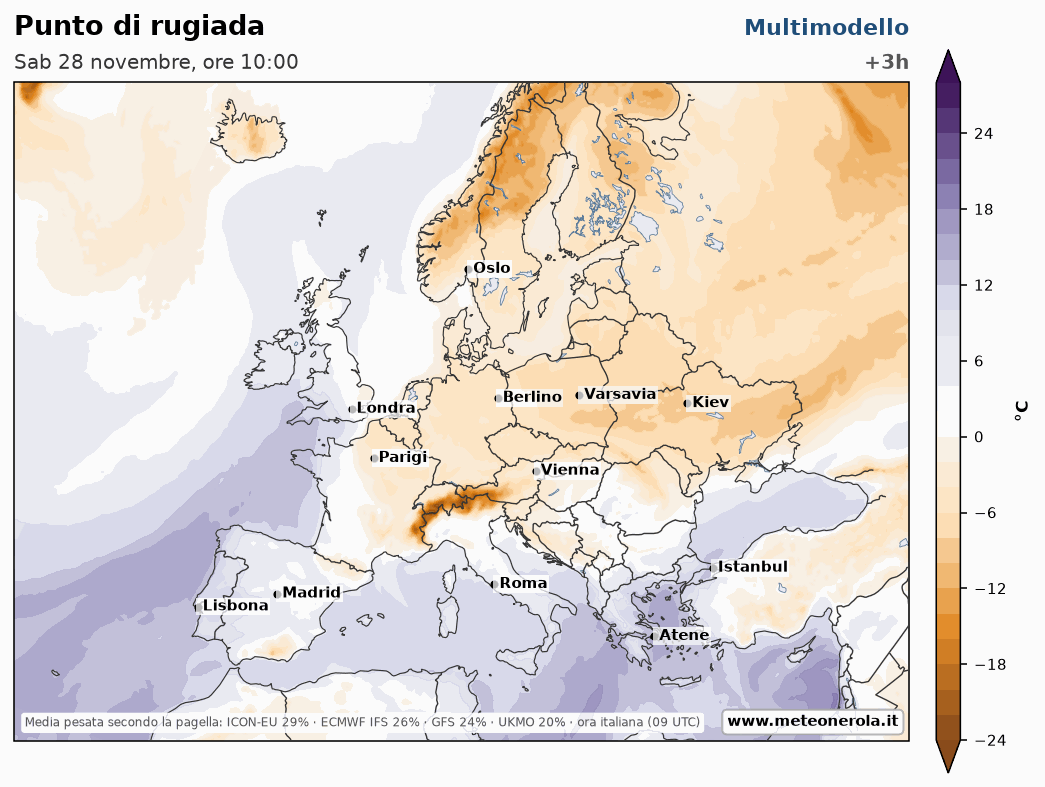 Punto di rugiada
Multimodello
Sab 28 novembre, ore 10:00
+3h
24
18
12
6
0
−6
−12
−18
−24
°C
Oslo
Londra
Berlino
Varsavia
Kiev
Parigi
Vienna
Istanbul
Roma
Madrid
Lisbona
Atene
Media pesata secondo la pagella: ICON-EU 29% · ECMWF IFS 26% · GFS 24% · UKMO 20% · ora italiana (09 UTC)
www.meteonerola.it